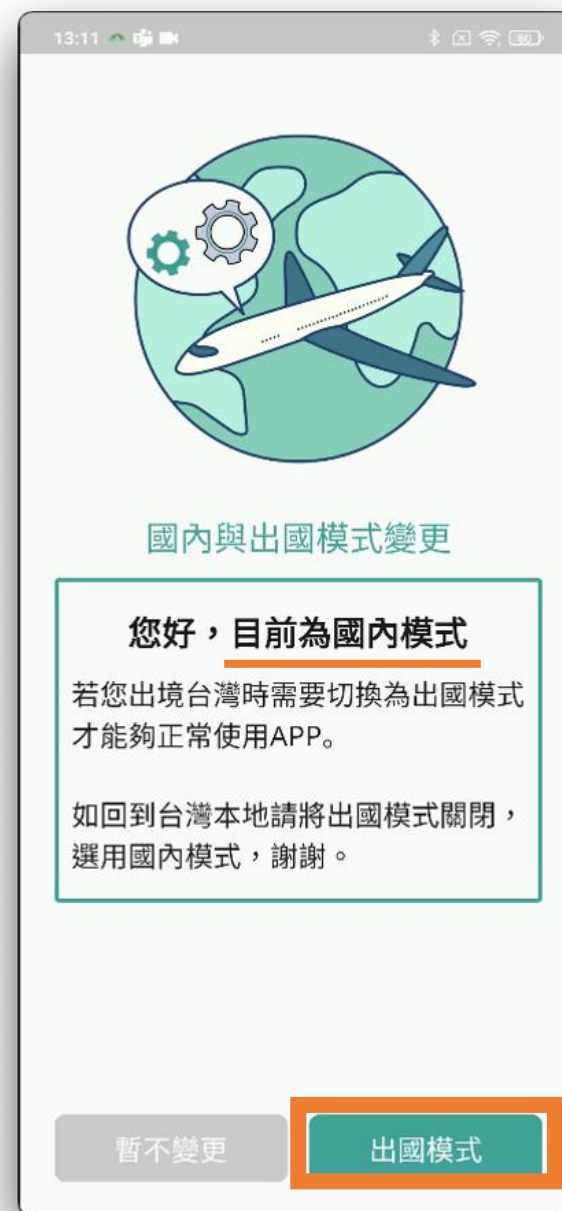 13:11
60
國內與出國模式變更
您好，目前為國內模式
若您出境台灣時需要切換為出國模式
才能夠正常使用APP。
如回到台灣本地請將出國模式關閉，
選用國內模式，謝謝。
暫不變更
出國模式